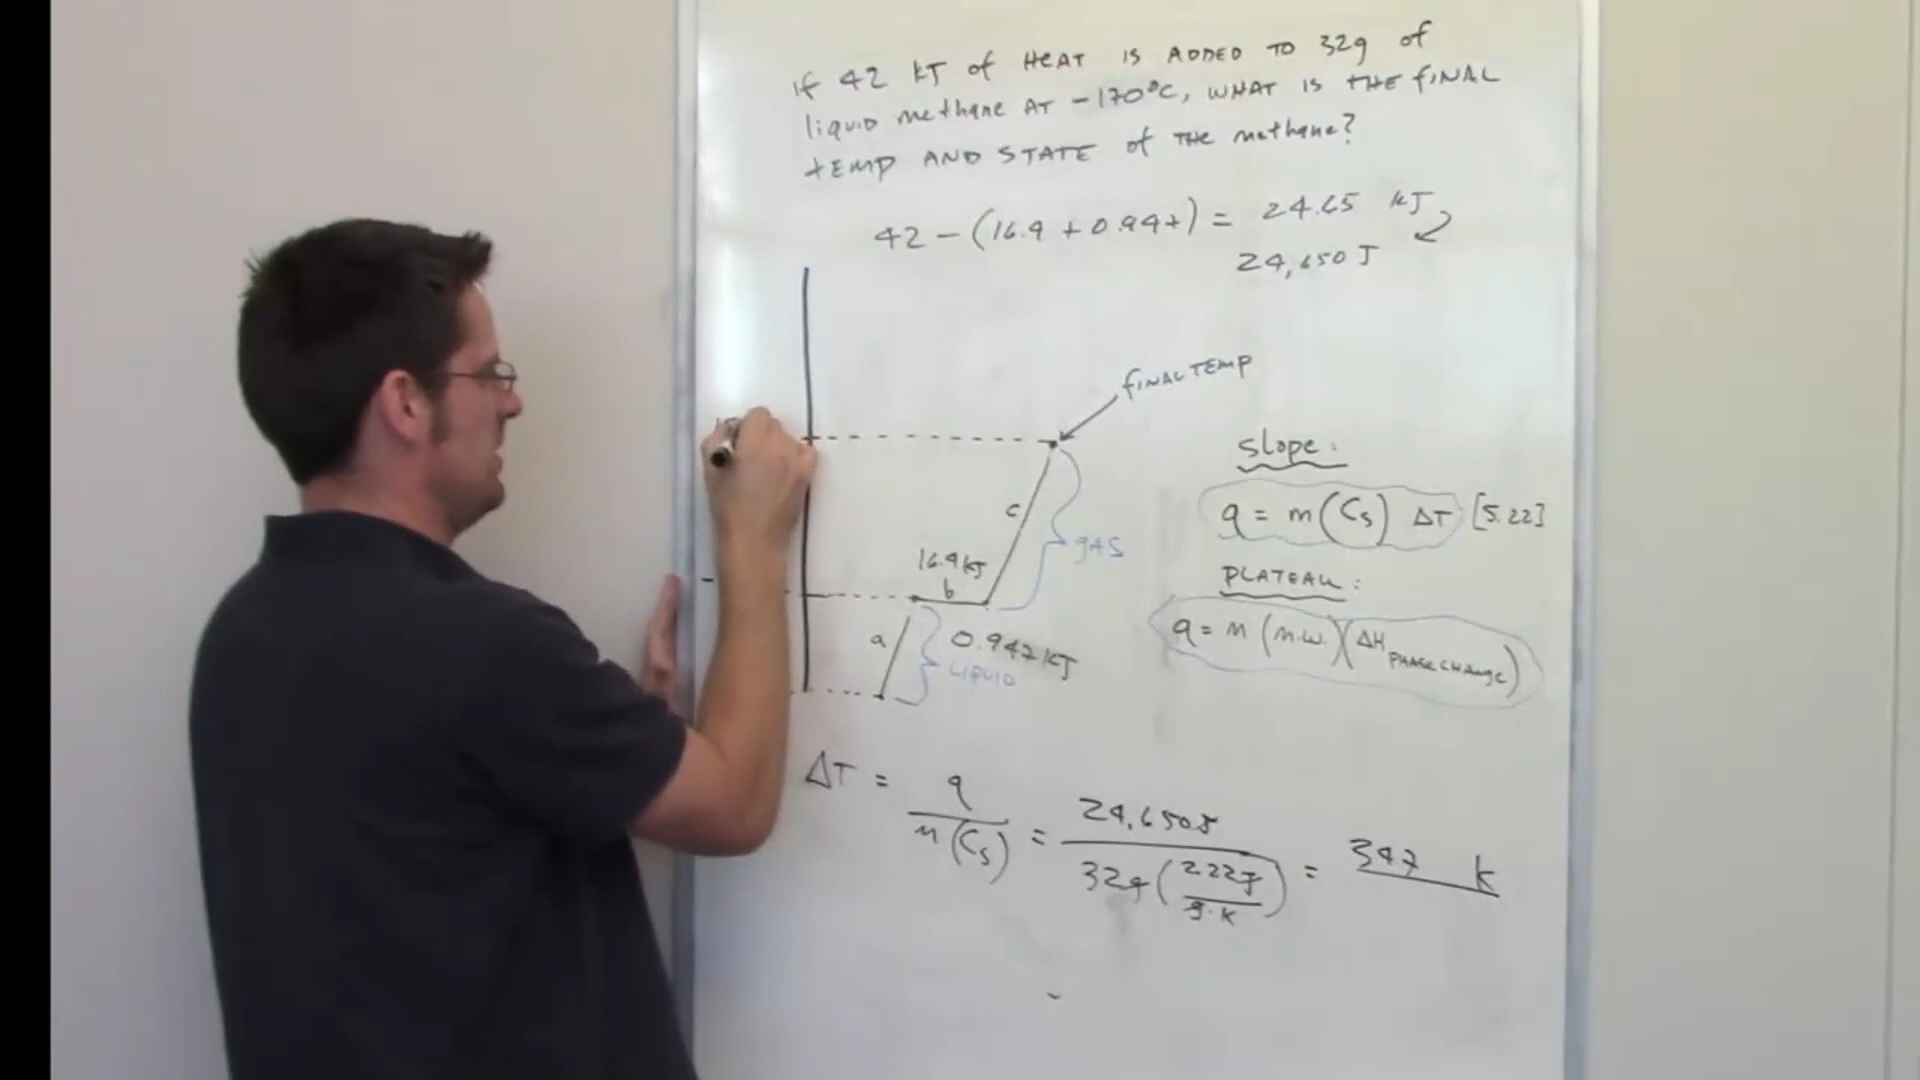 If 42 kJ of HEAT IS ADDED TO 32g of
liquid methane AT -170°C, WHAT IS THE fiNAL
tEMP AND STATE of THE methane?
42 - (16.4 + 0.947) = 24.65 kJ
24,650 J
fiNAL TEMP
15
c
gAS
16.4 kJ
b
a
0.947 kJ
LIQUID
slope:
q = m (Cs) ΔT [5.22]
PLATEAU:
q = m (m.w.)(ΔH PHASE CHANGE)
ΔT = q / m(Cs) = 24,650J / 32g (2.22J / g·K) = 347 K